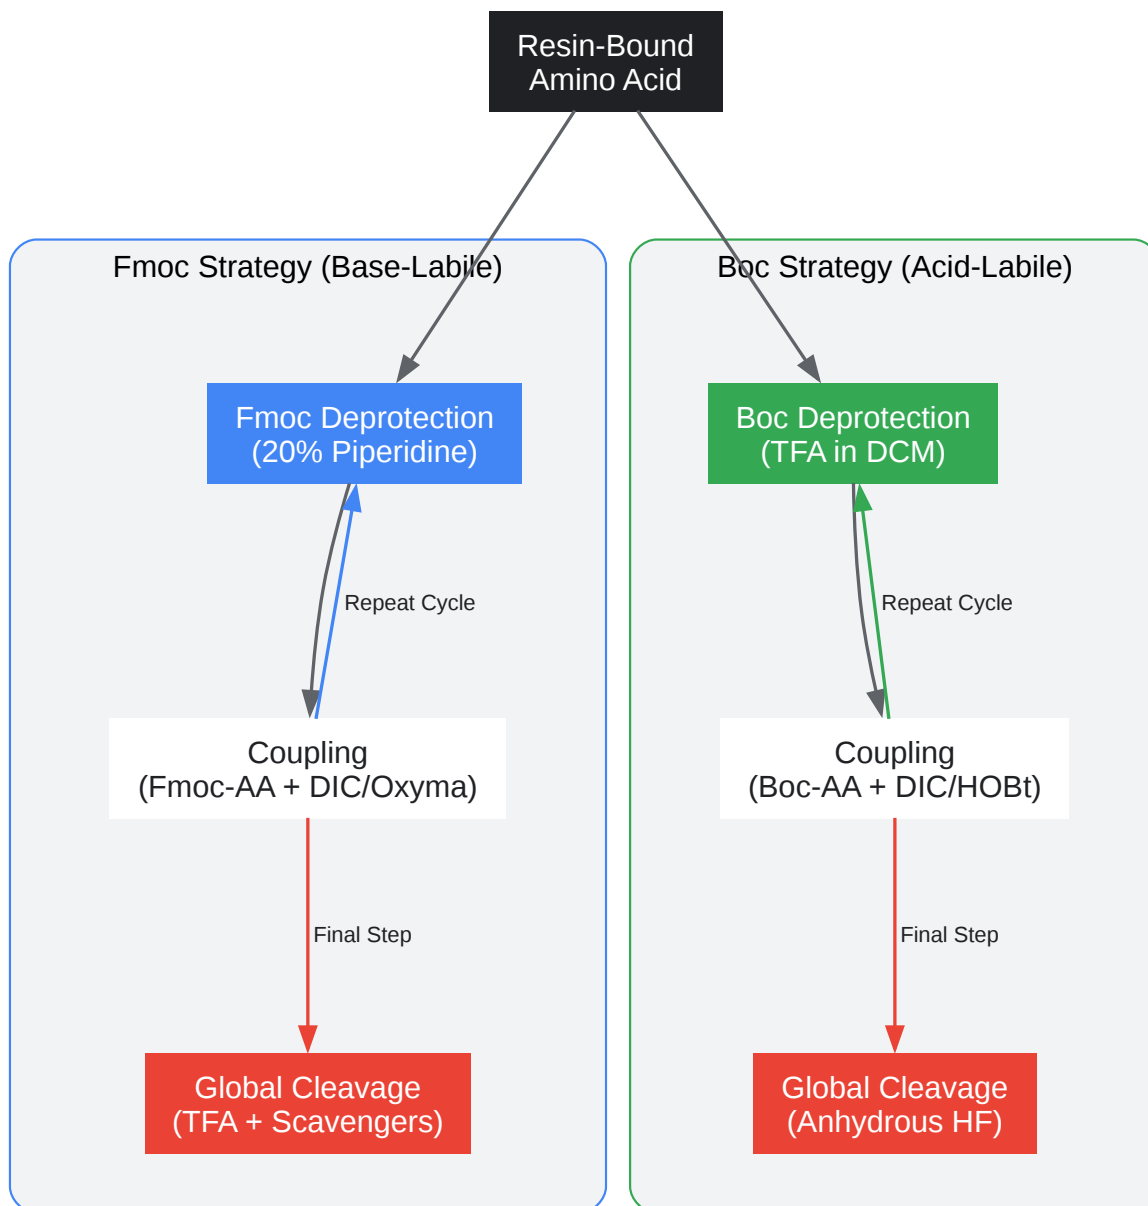 Resin-Bound
Amino Acid
Fmoc Strategy (Base-Labile)
Fmoc Deprotection
(20% Piperidine)
Repeat Cycle
Coupling
(Fmoc-AA + DIC/Oxyma)
Final Step
Global Cleavage
(TFA + Scavengers)
Boc Strategy (Acid-Labile)
Boc Deprotection
(TFA in DCM)
Repeat Cycle
Coupling
(Boc-AA + DIC/HOBt)
Final Step
Global Cleavage
(Anhydrous HF)